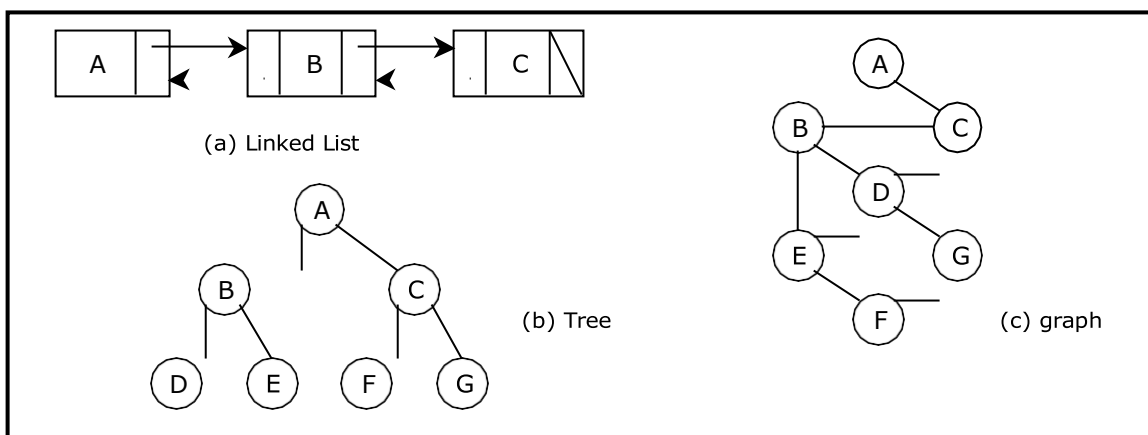 A B C
(a) Linked List
A
B C
D E F G
(b) Tree
A
B C
D
E G
F
(c) graph